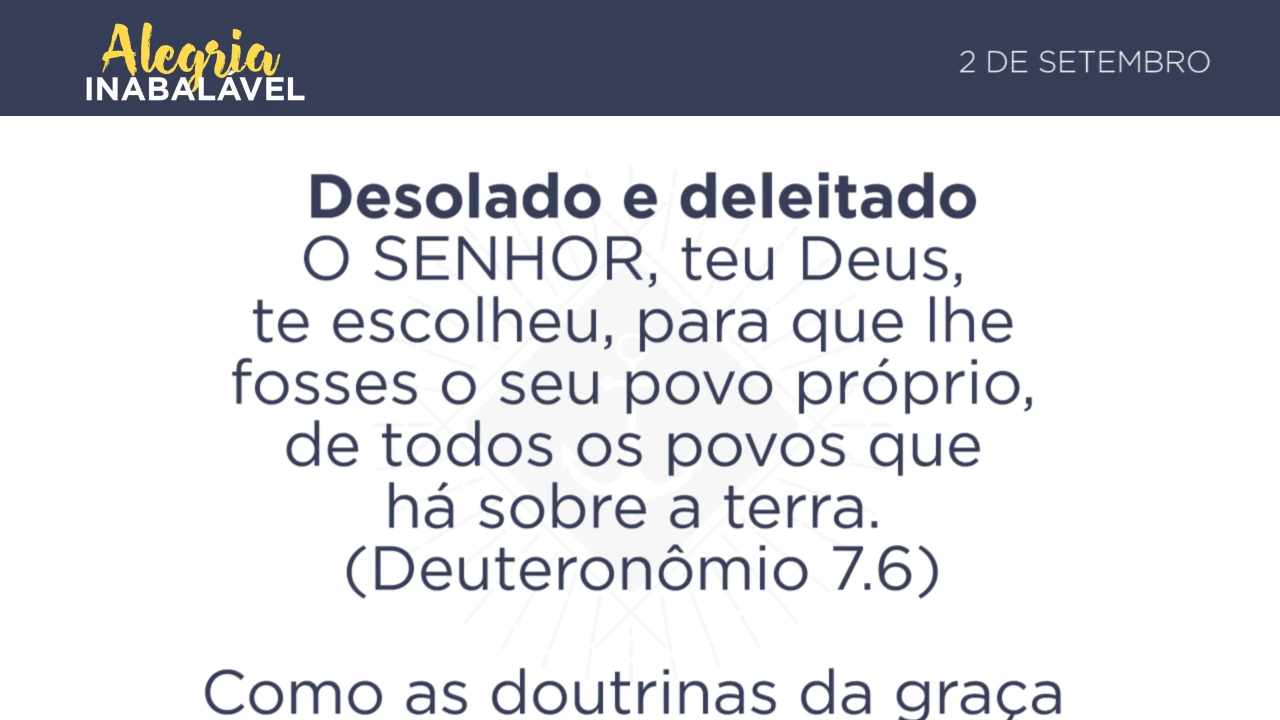 Alegria
INABALÁVEL
2 DE SETEMBRO
Desolado e deleitado
O SENHOR, teu Deus,
te escolheu, para que lhe
fosses o seu povo próprio,
de todos os povos que
há sobre a terra.
(Deuteronômio 7.6)
Como as doutrinas da graça